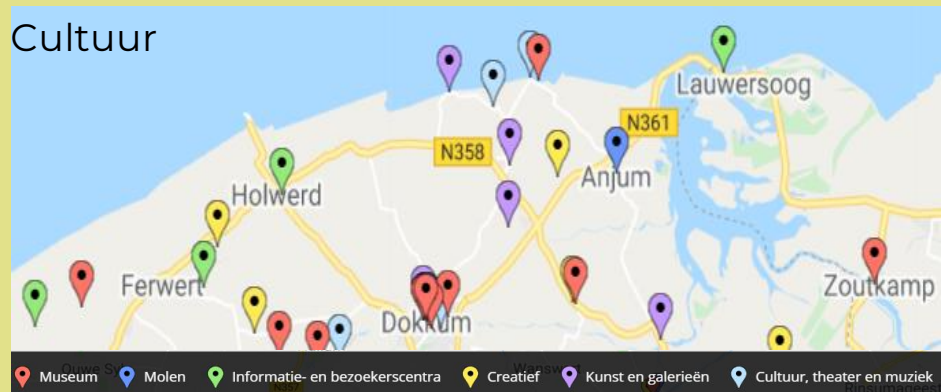 Cultuur
Lauwersoog
N361
N358
Anjum
Holwerd
Ferwert
Zoutkamp
Dokkum
Museum
Molen
Informatie- en bezoekerscentra
Creatief
Kunst en galerieën
Cultuur, theater en muziek